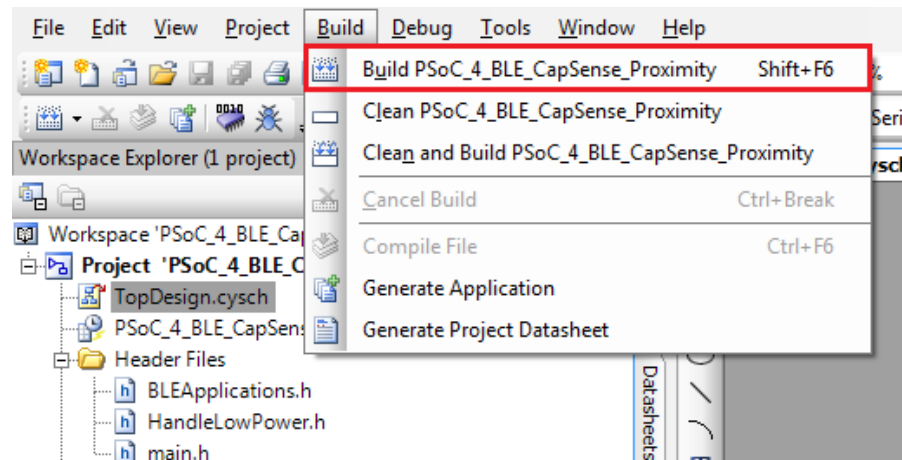 File Edit View Project Build Debug Tools Window Help
Build PSoC_4_BLE_CapSense_Proximity Shift+F6
Clean PSoC_4_BLE_CapSense_Proximity
Clean and Build PSoC_4_BLE_CapSense_Proximity
Cancel Build Ctrl+Break
Compile File Ctrl+F6
Generate Application
Generate Project Datasheet
Workspace Explorer (1 project)
Workspace 'PSoC_4_BLE_Cap
Project 'PSoC_4_BLE_C
TopDesign.cysch
PSoC_4_BLE_CapSens
Header Files
BLEApplications.h
HandleLowPower.h
main.h
Datasheets